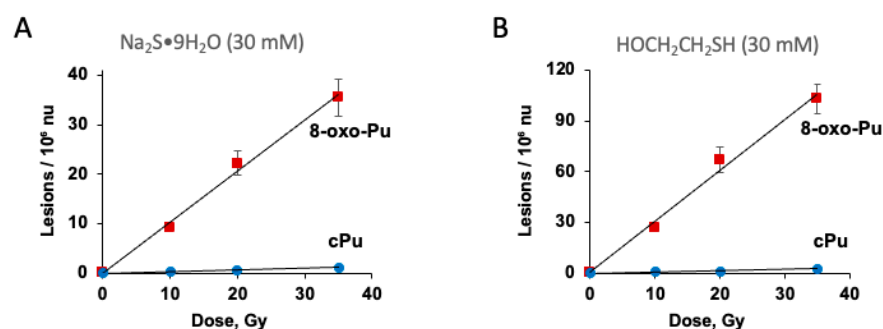 A
Na₂S•9H₂O (30 mM)
Lesions / 10⁶ nu
40
30
20
10
0
8-oxo-Pu
cPu
0 10 20 30 40
Dose, Gy
B
HOCH₂CH₂SH (30 mM)
Lesions / 10⁶ nu
120
90
60
30
0
8-oxo-Pu
cPu
0 10 20 30 40
Dose, Gy